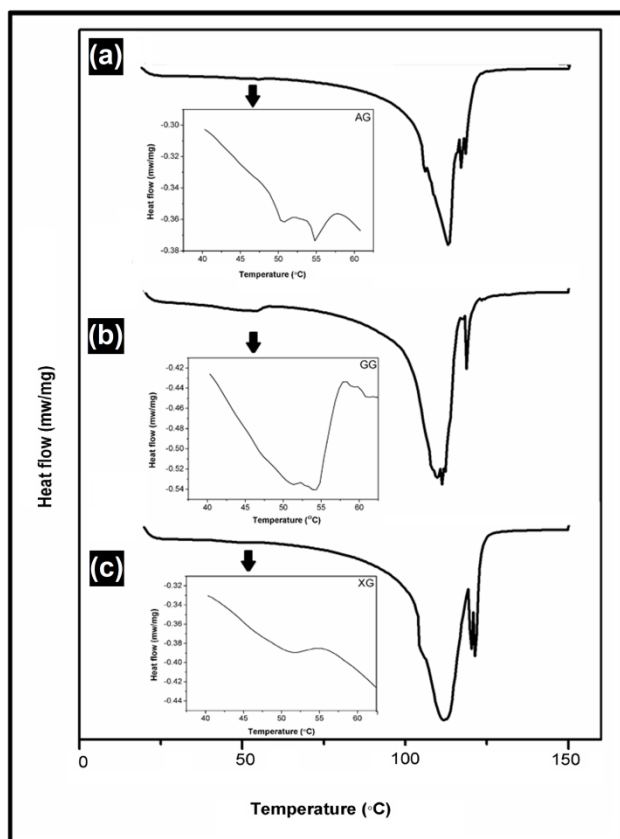 (a)
AG
-0.30
-0.32
-0.34
-0.36
-0.38
40 45 50 55 60
Heat flow (mw/mg)
Temperature (°C)
(b)
GG
-0.42
-0.44
-0.46
-0.48
-0.50
-0.52
-0.54
40 45 50 55 60
Heat flow (mw/mg)
Temperature (°C)
(c)
XG
-0.32
-0.34
-0.36
-0.38
-0.40
-0.42
-0.44
40 45 50 55 60
Heat flow (mw/mg)
Temperature (°C)
Heat flow (mw/mg)
0 50 100 150
Temperature (°C)